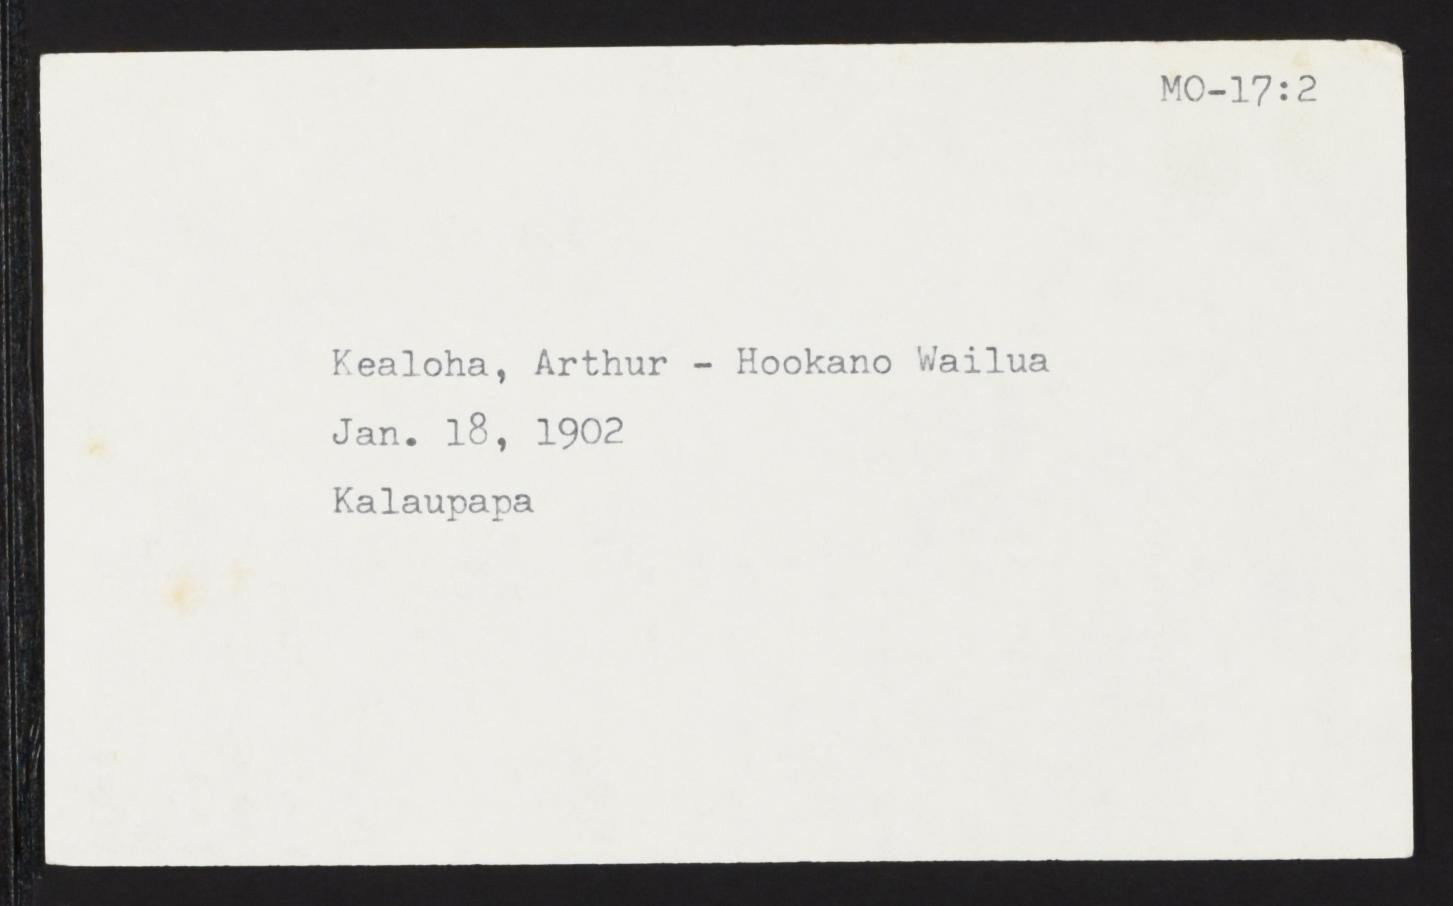 MO-17:2
Kealoha, Arthur - Hookano Wailua
Jan. 18, 1902
Kalaupapa